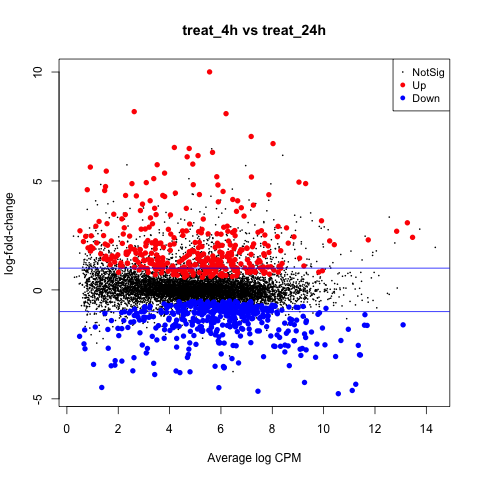 treat_4h vs treat_24h
NotSig
Up
Down
10
5
0
-5
log-fold-change
0 2 4 6 8 10 12 14
Average log CPM